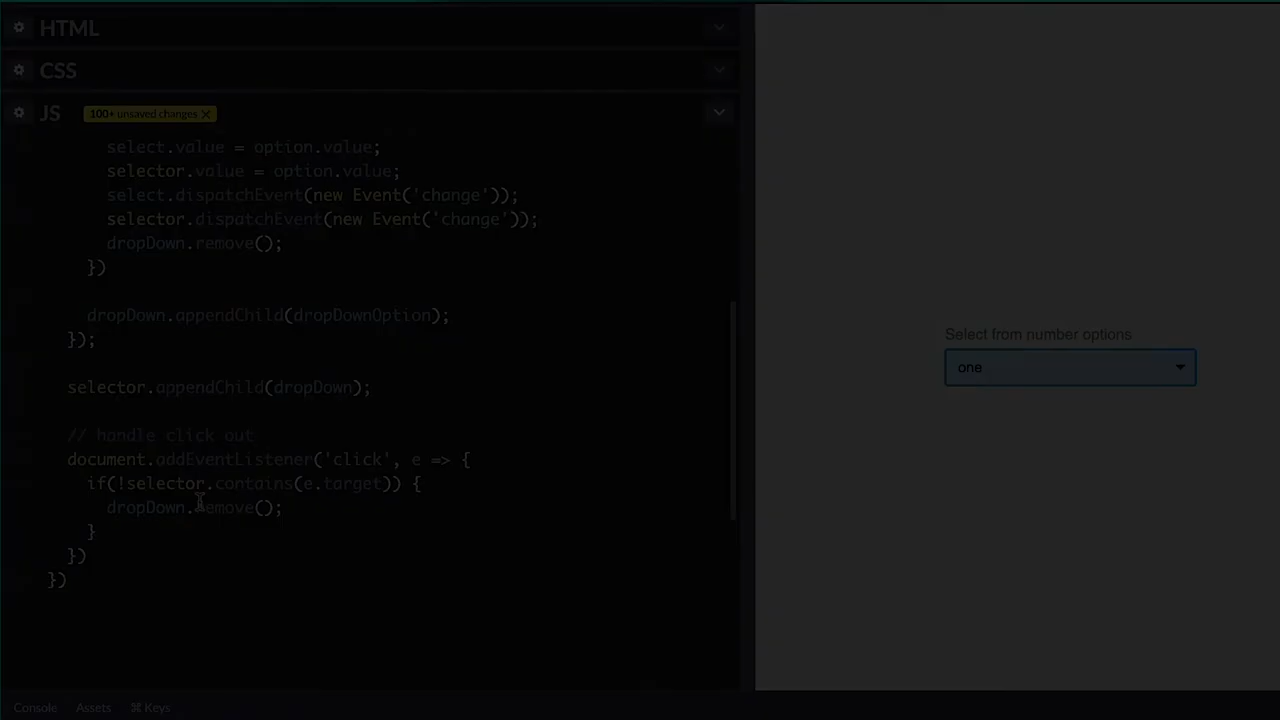 HTML
CSS
JS
100+ unsaved changes X
select.value = option.value;
selector.value = option.value;
select.dispatchEvent(new Event('change'));
selector.dispatchEvent(new Event('change'));
dropDown.remove();
})
dropDown.appendChild(dropDownOption);
});
selector.appendChild(dropDown);
// handle click out
document.addEventListener('click', e => {
if(!selector.contains(e.target)) {
dropDown.remove();
}
})
})
Select from number options
one
Console Assets ⌘ Keys